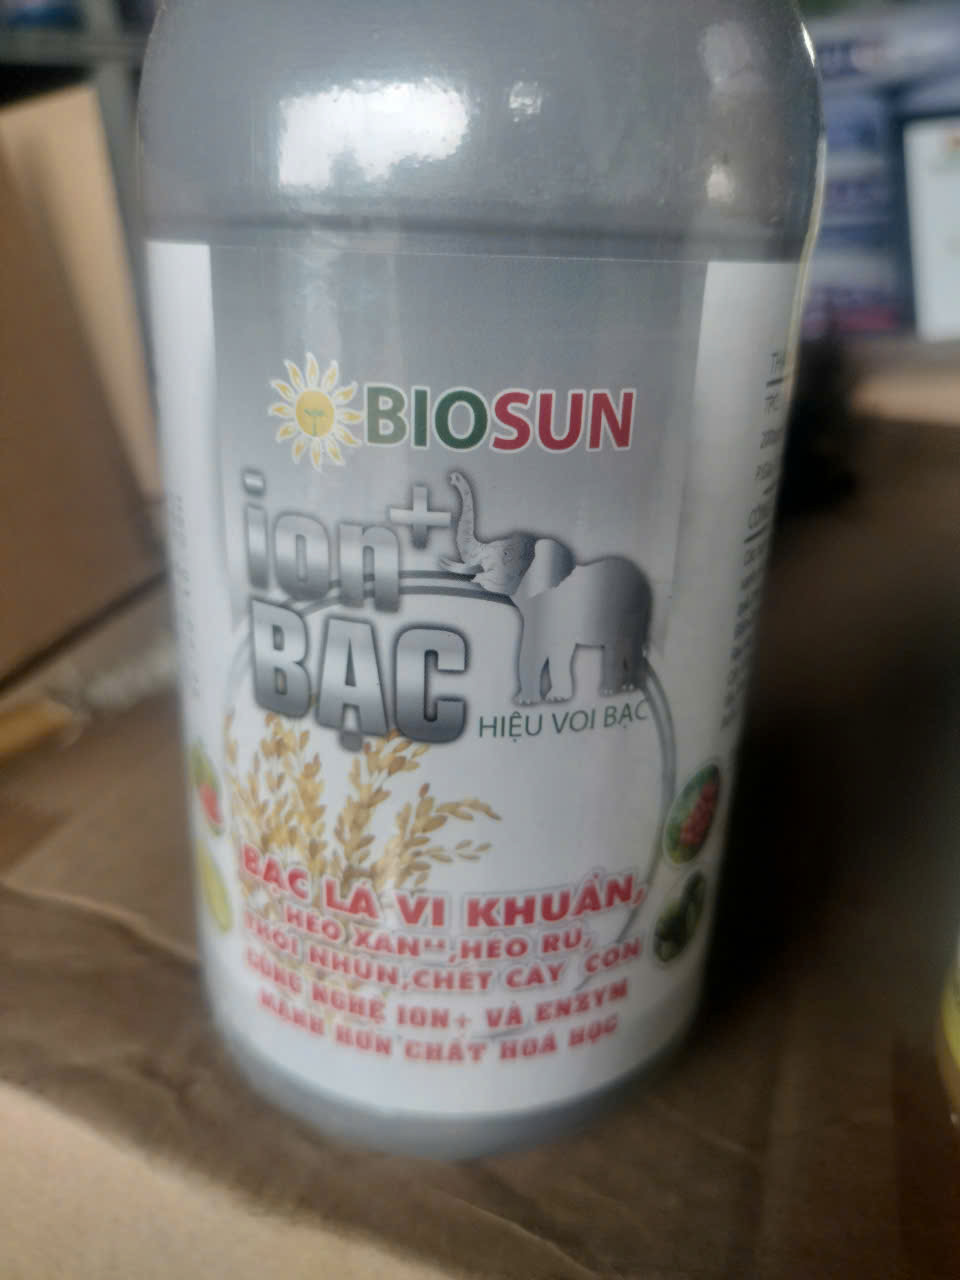 BIOSUN
ion+
BẠC
HIỆU VOI BẠC
BẠC LÁ VI KHUẨN,
HÉO XANH, HÉO RŨ,
THỐI NHŨN, CHẾT CÂY CON
CÔNG NGHỆ ION+ VÀ ENZYM
MẠNH HƠN CHẤT HOÁ HỌC